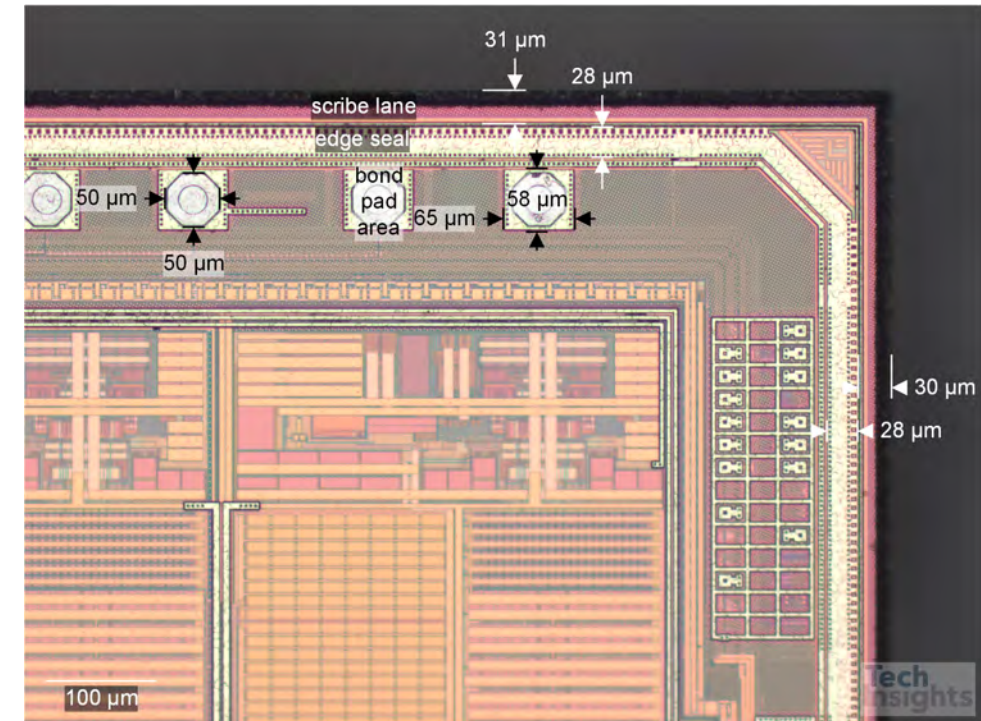 31 µm
28 µm
scribe lane
edge seal
50 µm
bond
pad
area
65 µm
58 µm
50 µm
30 µm
28 µm
100 µm
Tech
Insights